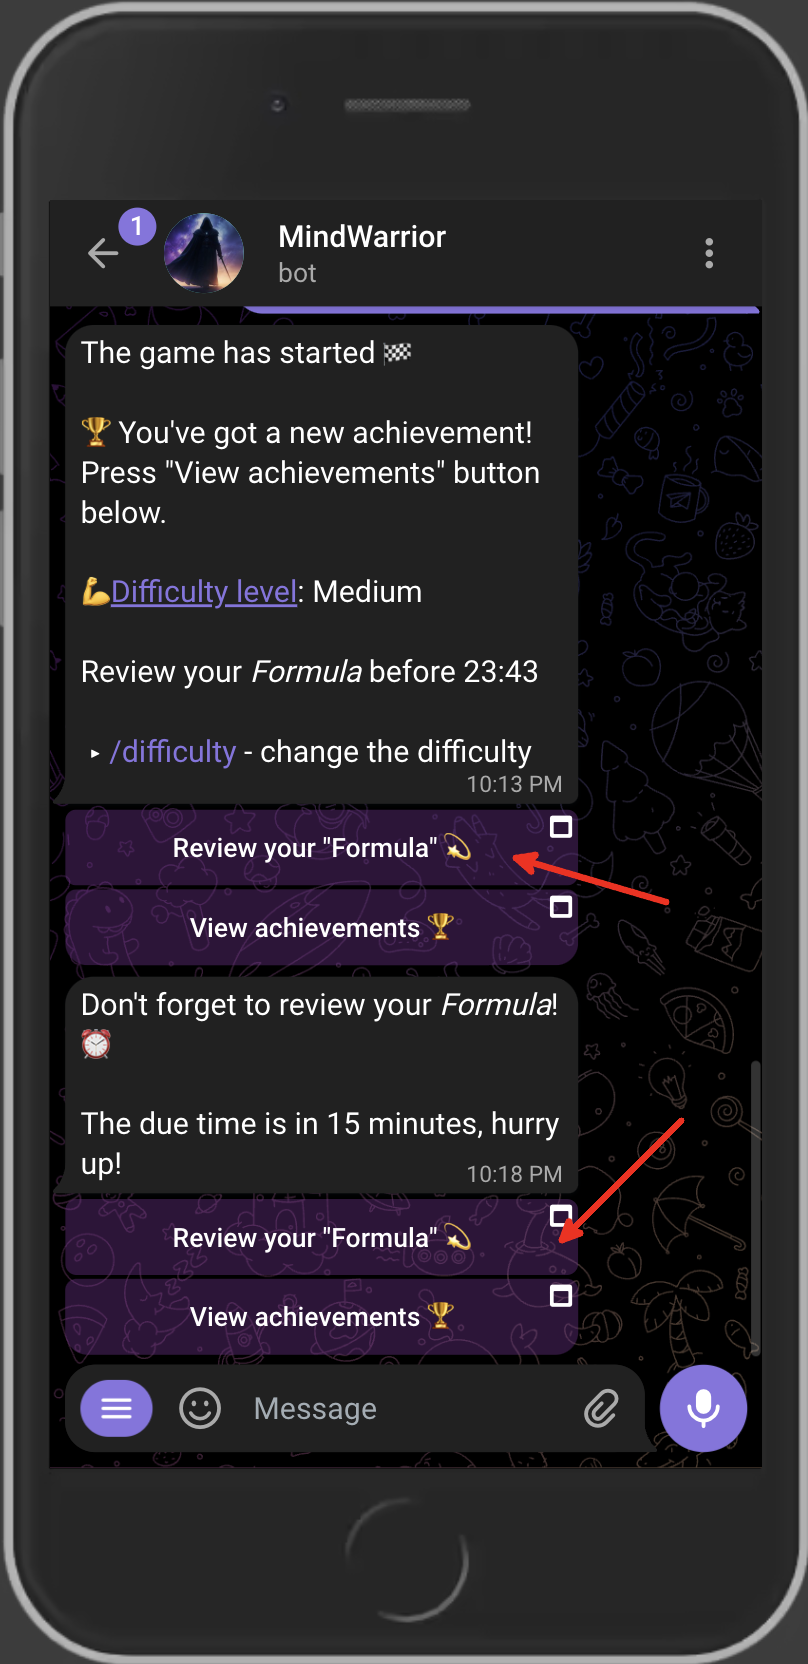 1
MindWarrior
bot
The game has started 🏁
🏆 You've got a new achievement!
Press "View achievements" button
below.
💪Difficulty level: Medium
Review your Formula before 23:43
‣ /difficulty - change the difficulty
10:13 PM
Review your "Formula" 💫
View achievements 🏆
Don't forget to review your Formula!
⏰
The due time is in 15 minutes, hurry
up!
10:18 PM
Review your "Formula" 💫
View achievements 🏆
Message